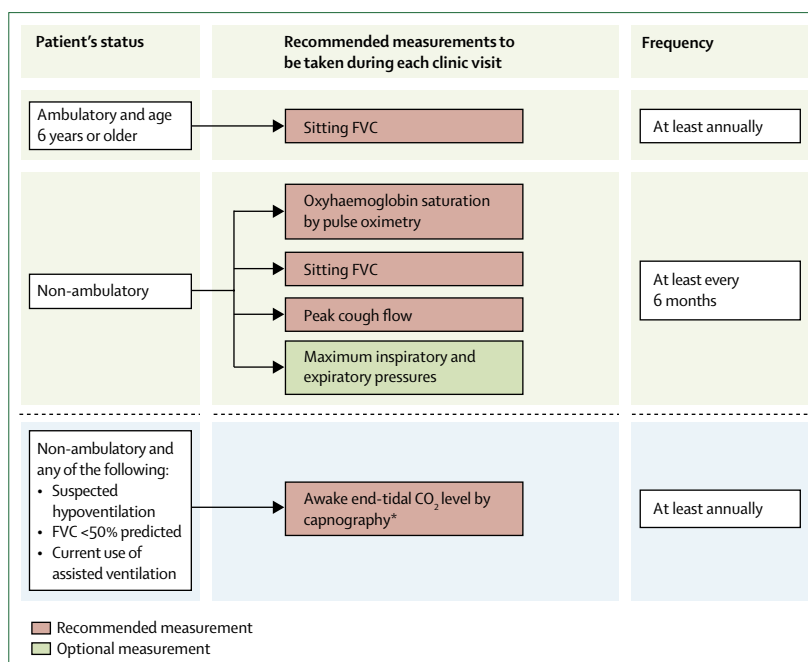 Patient's status
Recommended measurements to
be taken during each clinic visit
Frequency
Ambulatory and age
6 years or older
Sitting FVC
At least annually
Non-ambulatory
Oxyhaemoglobin saturation
by pulse oximetry
Sitting FVC
Peak cough flow
Maximum inspiratory and
expiratory pressures
At least every
6 months
Non-ambulatory and
any of the following:
• Suspected
hypoventilation
• FVC <50% predicted
• Current use of
assisted ventilation
Awake end-tidal CO₂ level by
capnography*
At least annually
Recommended measurement
Optional measurement